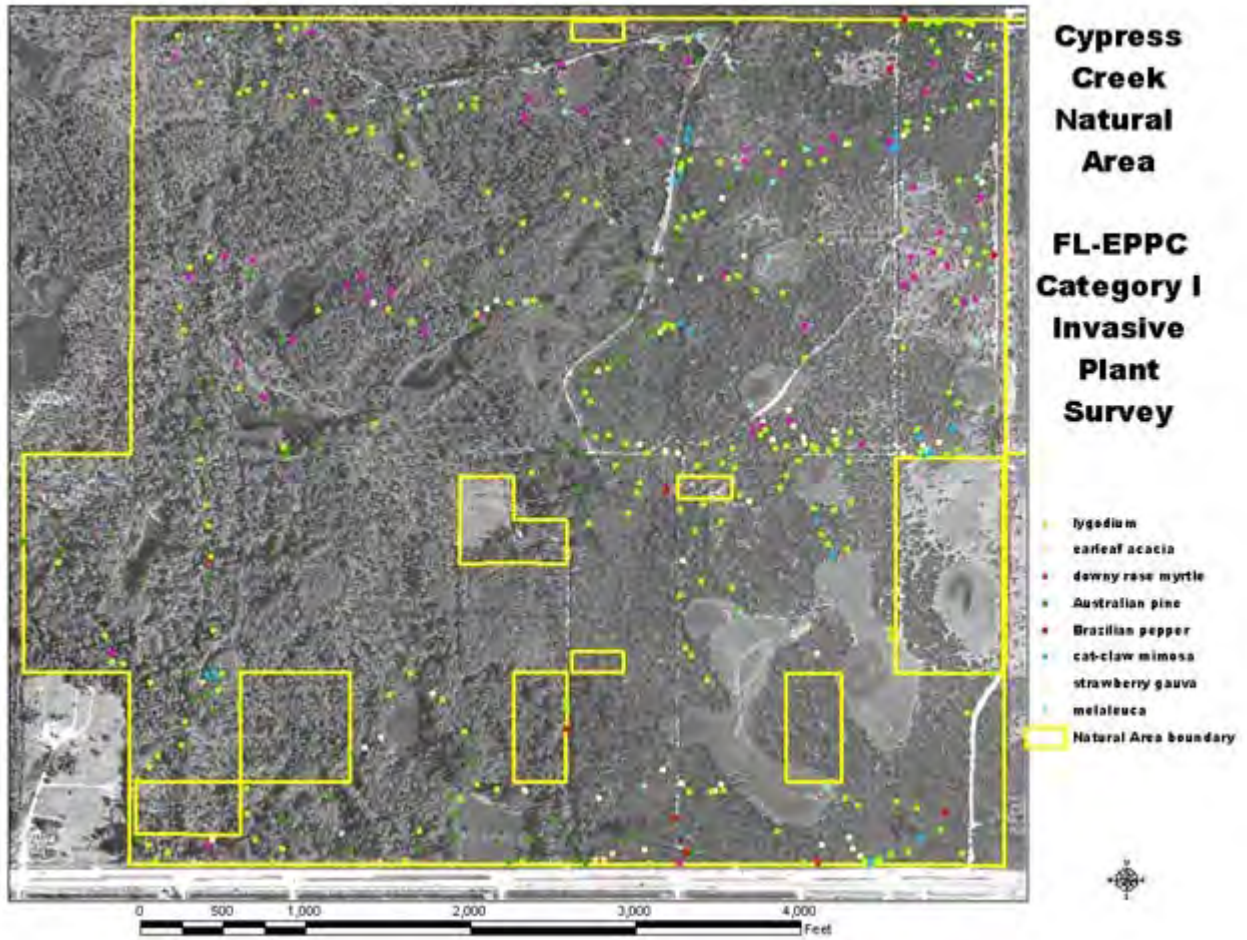 Cypress
Creek
Natural
Area
FL-EPPC
Category I
Invasive
Plant
Survey
lygodium
earleaf acacia
downy rose myrtle
Australian pine
Brazilian pepper
cat-claw mimosa
strawberry gauva
melaleuca
Natural Area boundary
0 500 1,000 2,000 3,000 4,000
Feet